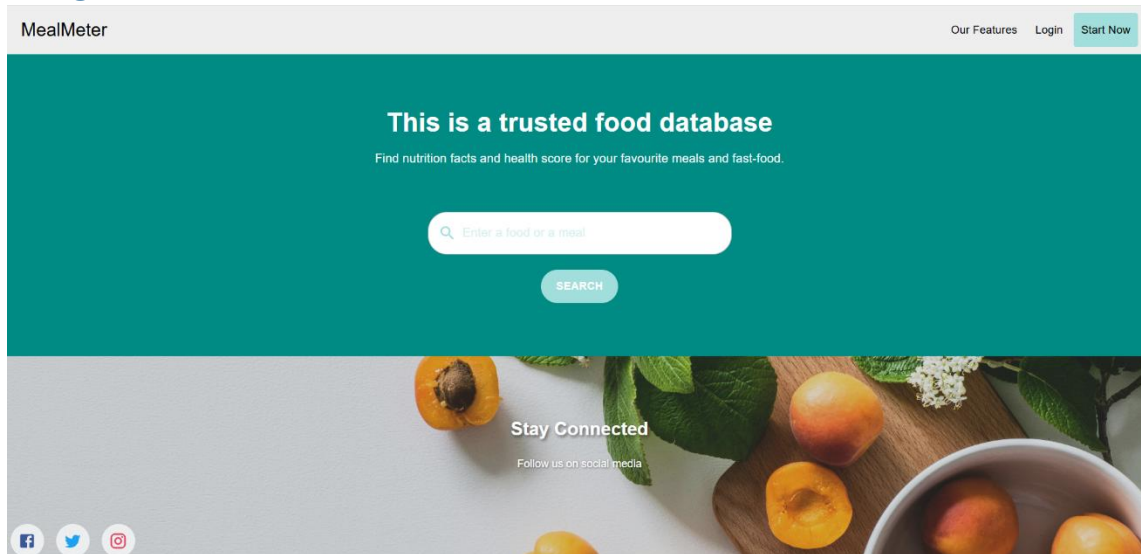 MealMeter
Our Features Login Start Now
This is a trusted food database
Find nutrition facts and health score for your favourite meals and fast-food.
Enter a food or a meal
SEARCH
Stay Connected
Follow us on social media